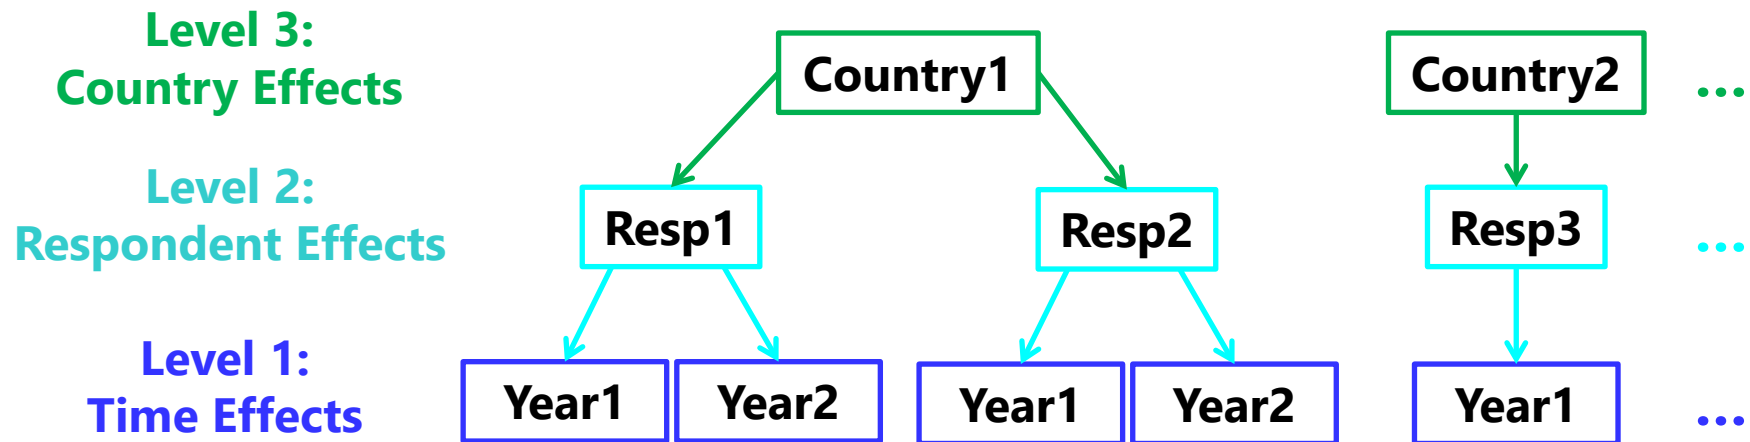 Level 3:
Country Effects
Country1
Country2
...
Level 2:
Respondent Effects
Resp1
Resp2
Resp3
...
Level 1:
Time Effects
Year1
Year2
Year1
Year2
Year1
...